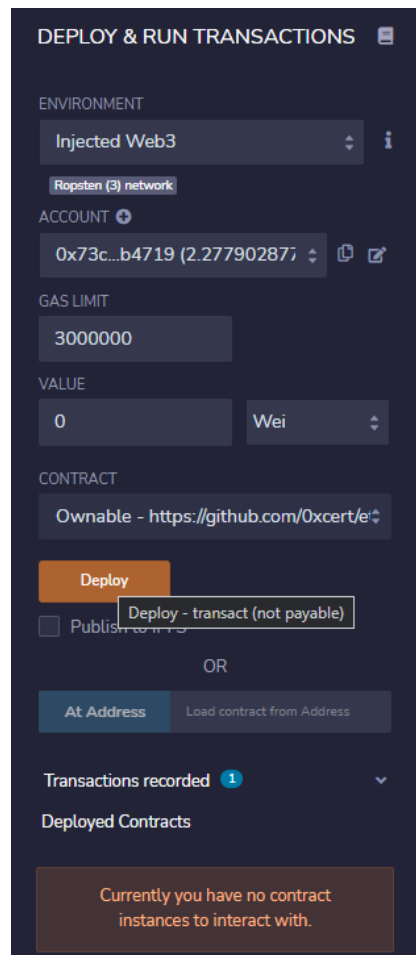 DEPLOY & RUN TRANSACTIONS
ENVIRONMENT
Injected Web3
Ropsten (3) network
ACCOUNT
0x73c...b4719 (2.277902877
GAS LIMIT
3000000
VALUE
0 Wei
CONTRACT
Ownable - https://github.com/0xcert/e
Deploy
Deploy - transact (not payable)
Publish to
OR
At Address Load contract from Address
Transactions recorded 1
Deployed Contracts
Currently you have no contract
instances to interact with.